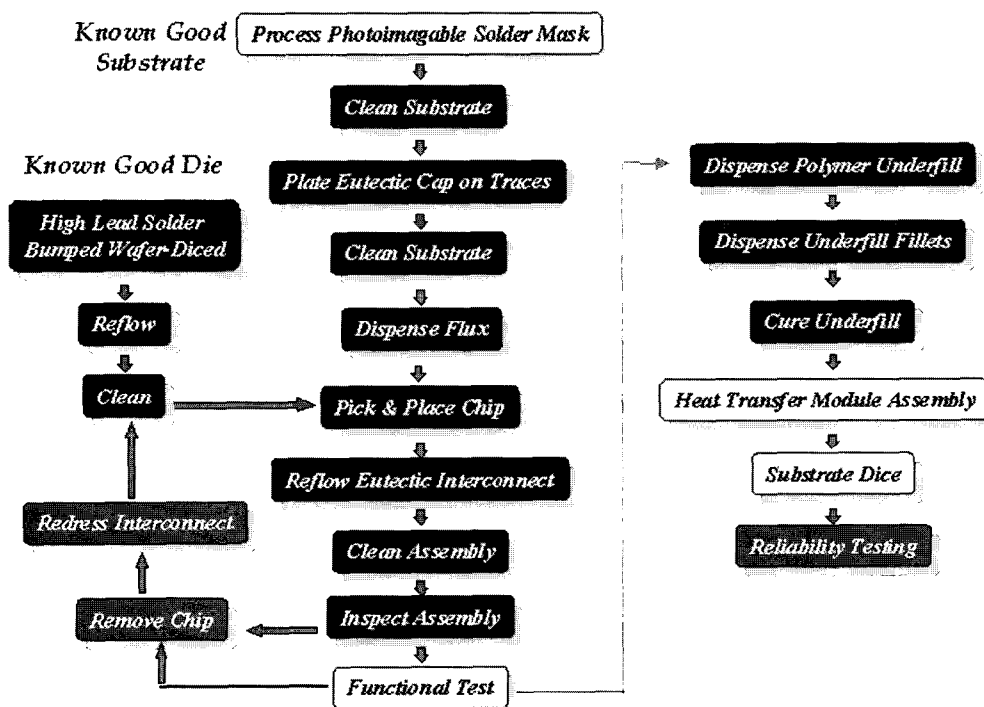 Known Good
Substrate
Process Photoimagable Solder Mask
Clean Substrate
Plate Eutectic Cap on Traces
Clean Substrate
Dispense Flux
Known Good Die
High Lead Solder
Bumped Wafer-Diced
Reflow
Clean
Pick & Place Chip
Reflow Eutectic Interconnect
Clean Assembly
Inspect Assembly
Functional Test
Redress Interconnect
Remove Chip
Dispense Polymer Underfill
Dispense Underfill Fillets
Cure Underfill
Heat Transfer Module Assembly
Substrate Dice
Reliability Testing